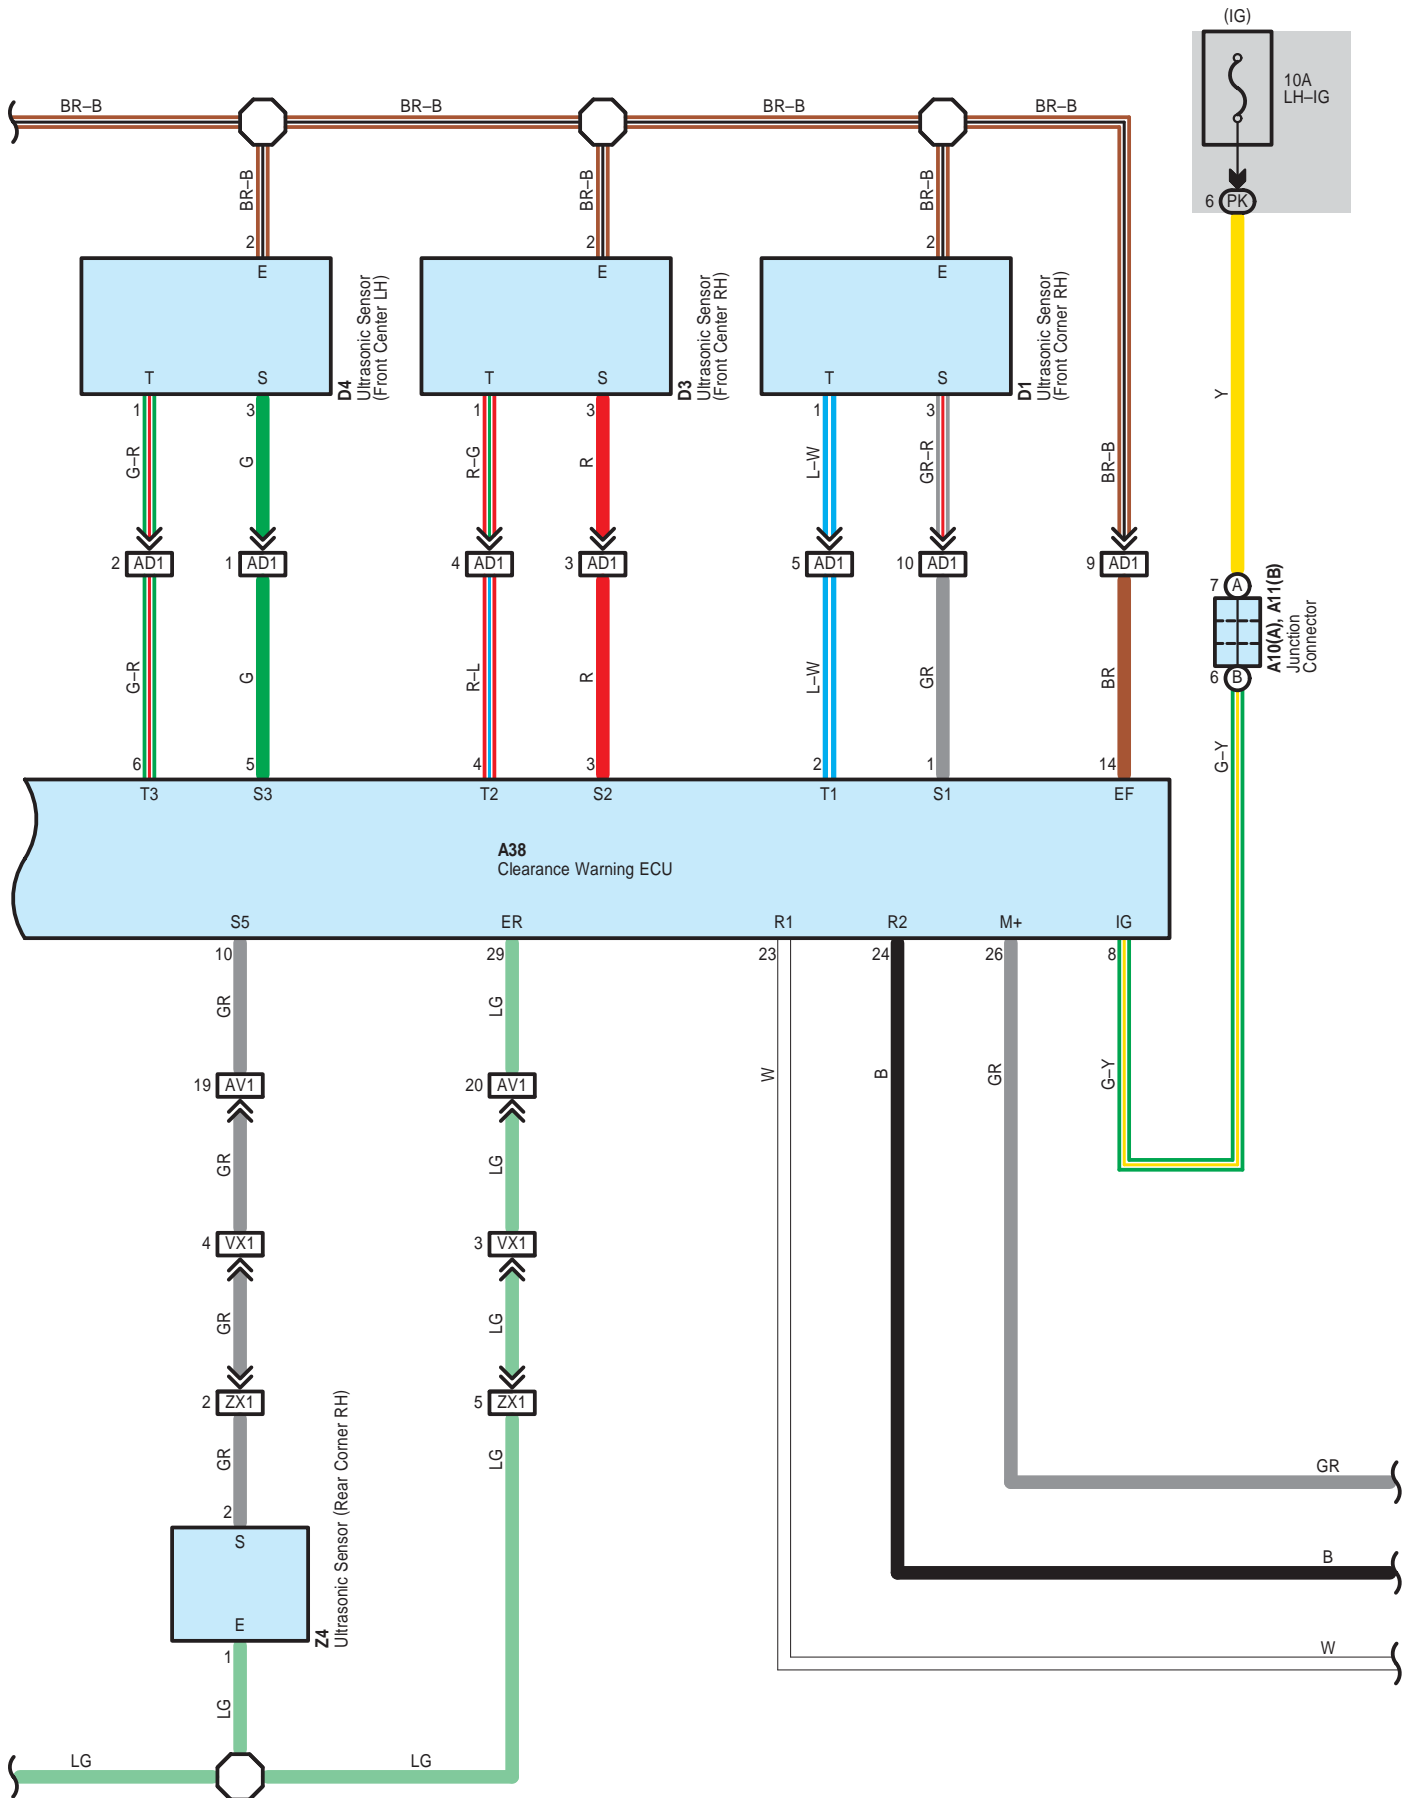 (IG)
10A
LH–IG
6 PK
BR–B BR–B BR–B BR–B
BR–B BR–B BR–B
2 2 2
E E E
T S T S T S
D4
Ultrasonic Sensor
(Front Center LH)
D3
Ultrasonic Sensor
(Front Center RH)
D1
Ultrasonic Sensor
(Front Corner RH)
Y
1 3 1 3 1 3
G–R G R–G R L–W GR–R BR–B
2 AD1 1 AD1 4 AD1 3 AD1 5 AD1 10 AD1 9 AD1
7 A
A10(A), A11(B)
Junction
Connector
6 B
G–R G R–L R L–W GR BR
G–Y
6 5 4 3 2 1 14
T3 S3 T2 S2 T1 S1 EF
A38
Clearance Warning ECU
S5 ER R1 R2 M+ IG
10 29 23 24 26 8
GR LG
W B GR G–Y
19 AV1 20 AV1
GR LG
4 VX1 3 VX1
GR LG
2 ZX1 5 ZX1
GR LG
GR
2
S
E
Z4
Ultrasonic Sensor (Rear Corner RH)
B
1
W
LG
LG LG